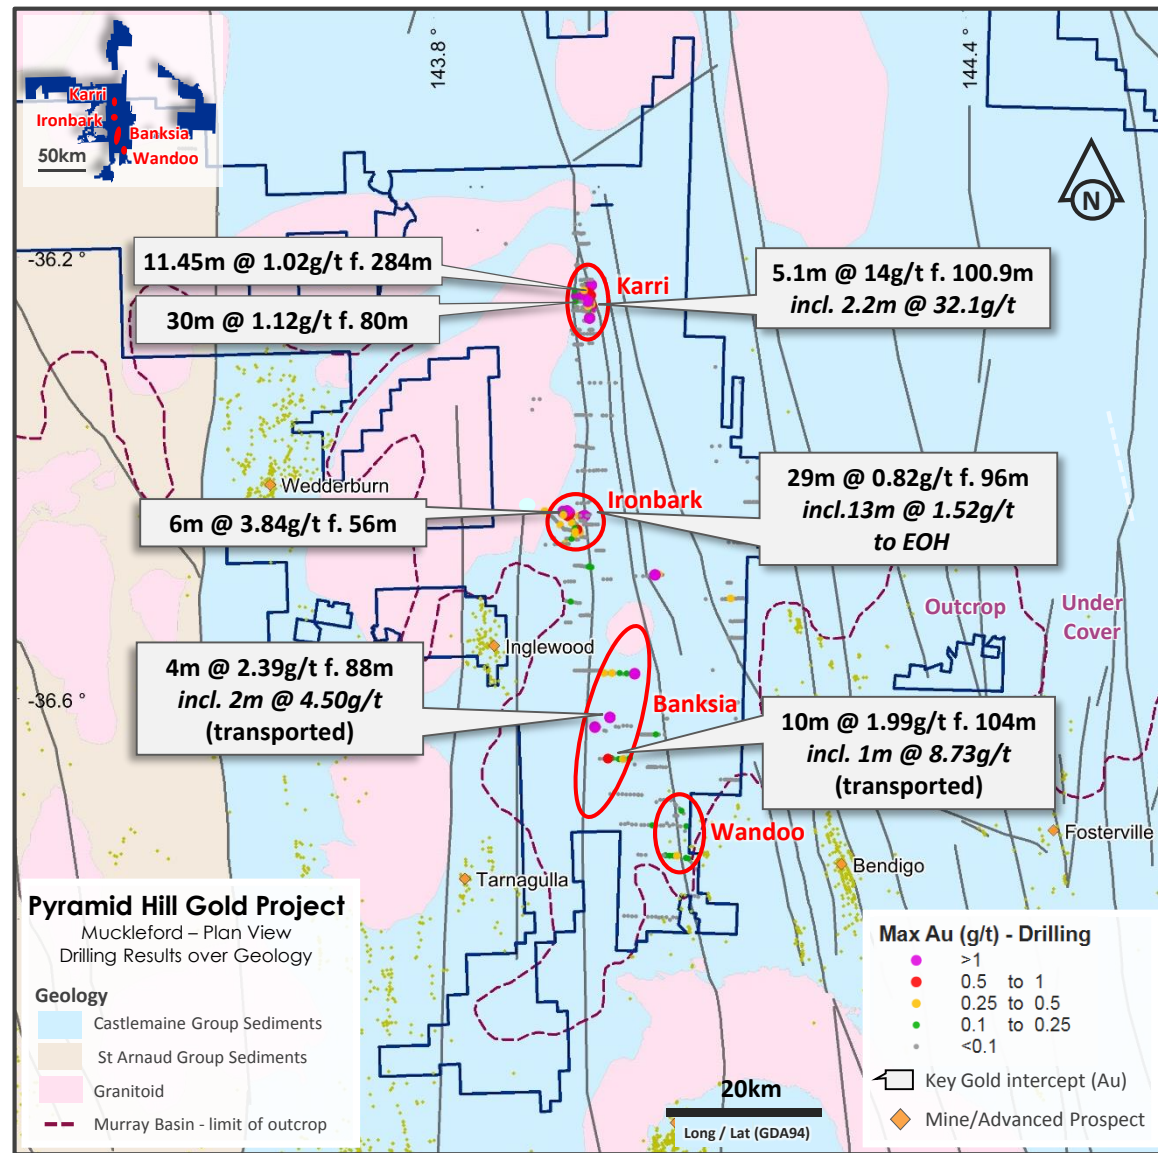 Karri
Ironbark
Banksia
Wandoo
50km
143.8 °
144.4 °
N
-36.2 °
11.45m @ 1.02g/t f. 284m
30m @ 1.12g/t f. 80m
Karri
5.1m @ 14g/t f. 100.9m
incl. 2.2m @ 32.1g/t
Wedderburn
Ironbark
6m @ 3.84g/t f. 56m
29m @ 0.82g/t f. 96m
incl.13m @ 1.52g/t
to EOH
Outcrop
Under
Cover
Inglewood
4m @ 2.39g/t f. 88m
incl. 2m @ 4.50g/t
(transported)
-36.6 °
Banksia
10m @ 1.99g/t f. 104m
incl. 1m @ 8.73g/t
(transported)
Wandoo
Fosterville
Bendigo
Tarnagulla
Pyramid Hill Gold Project
Muckleford – Plan View
Drilling Results over Geology
Geology
Castlemaine Group Sediments
St Arnaud Group Sediments
Granitoid
Murray Basin - limit of outcrop
20km
Long / Lat (GDA94)
Max Au (g/t) - Drilling
>1
0.5 to 1
0.25 to 0.5
0.1 to 0.25
<0.1
Key Gold intercept (Au)
Mine/Advanced Prospect